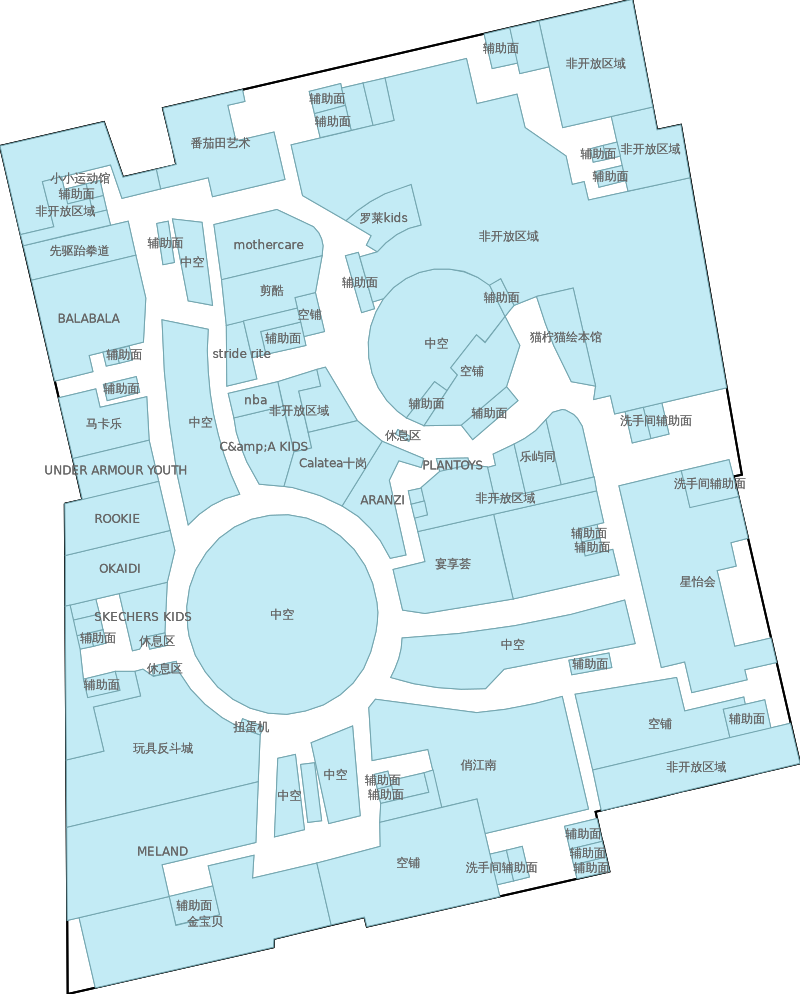 辅助面
非开放区域
辅助面
辅助面
番茄田艺术
非开放区域
辅助面
辅助面
小小运动馆
辅助面
非开放区域
罗莱kids
非开放区域
先驱跆拳道
辅助面
中空
mothercare
剪酷
辅助面
辅助面
BALABALA
空铺
辅助面
stride rite
中空
猫柠猫绘本馆
辅助面
空铺
辅助面
nba
非开放区域
辅助面
辅助面
马卡乐
中空
洗手间辅助面
休息区
C&amp;A KIDS
Calatea十岗
PLANTOYS
乐屿同
UNDER ARMOUR YOUTH
洗手间辅助面
ARANZI
非开放区域
ROOKIE
辅助面
辅助面
宴享荟
OKAIDI
星怡会
SKECHERS KIDS
中空
辅助面
休息区
中空
休息区
辅助面
辅助面
扭蛋机
空铺
辅助面
玩具反斗城
俏江南
非开放区域
中空
辅助面
中空
辅助面
辅助面
MELAND
辅助面
空铺
洗手间辅助面
辅助面
辅助面
金宝贝